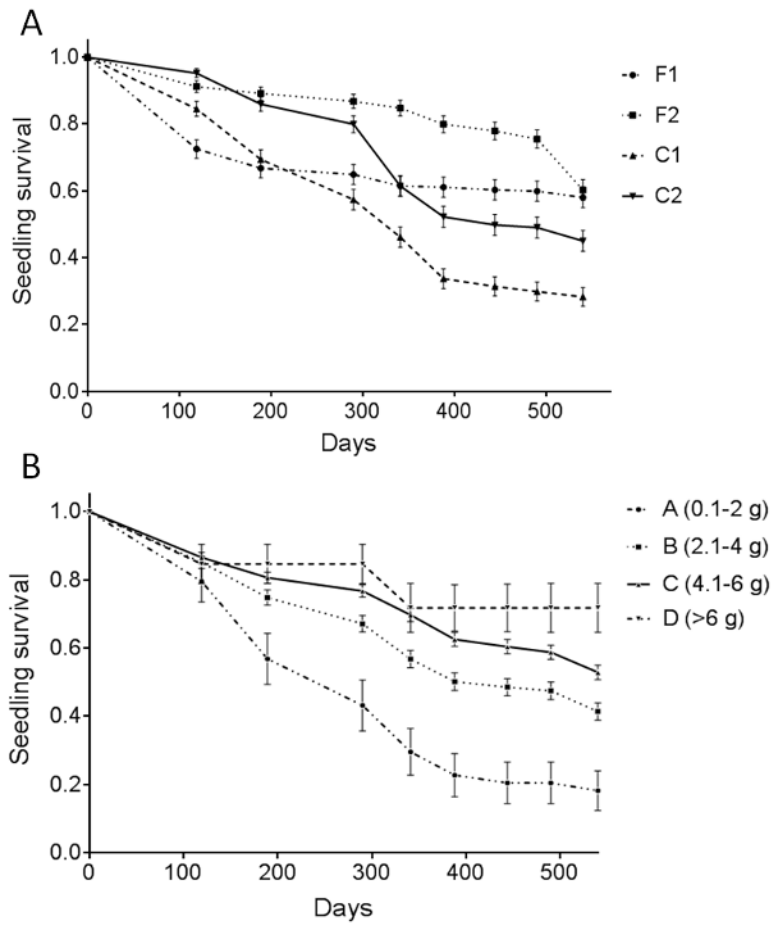 A
1.0
0.8
0.6
0.4
0.2
0.0
Seedling survival
0 100 200 300 400 500
Days
F1
F2
C1
C2
B
1.0
0.8
0.6
0.4
0.2
0.0
Seedling survival
0 100 200 300 400 500
Days
A (0.1-2 g)
B (2.1-4 g)
C (4.1-6 g)
D (>6 g)